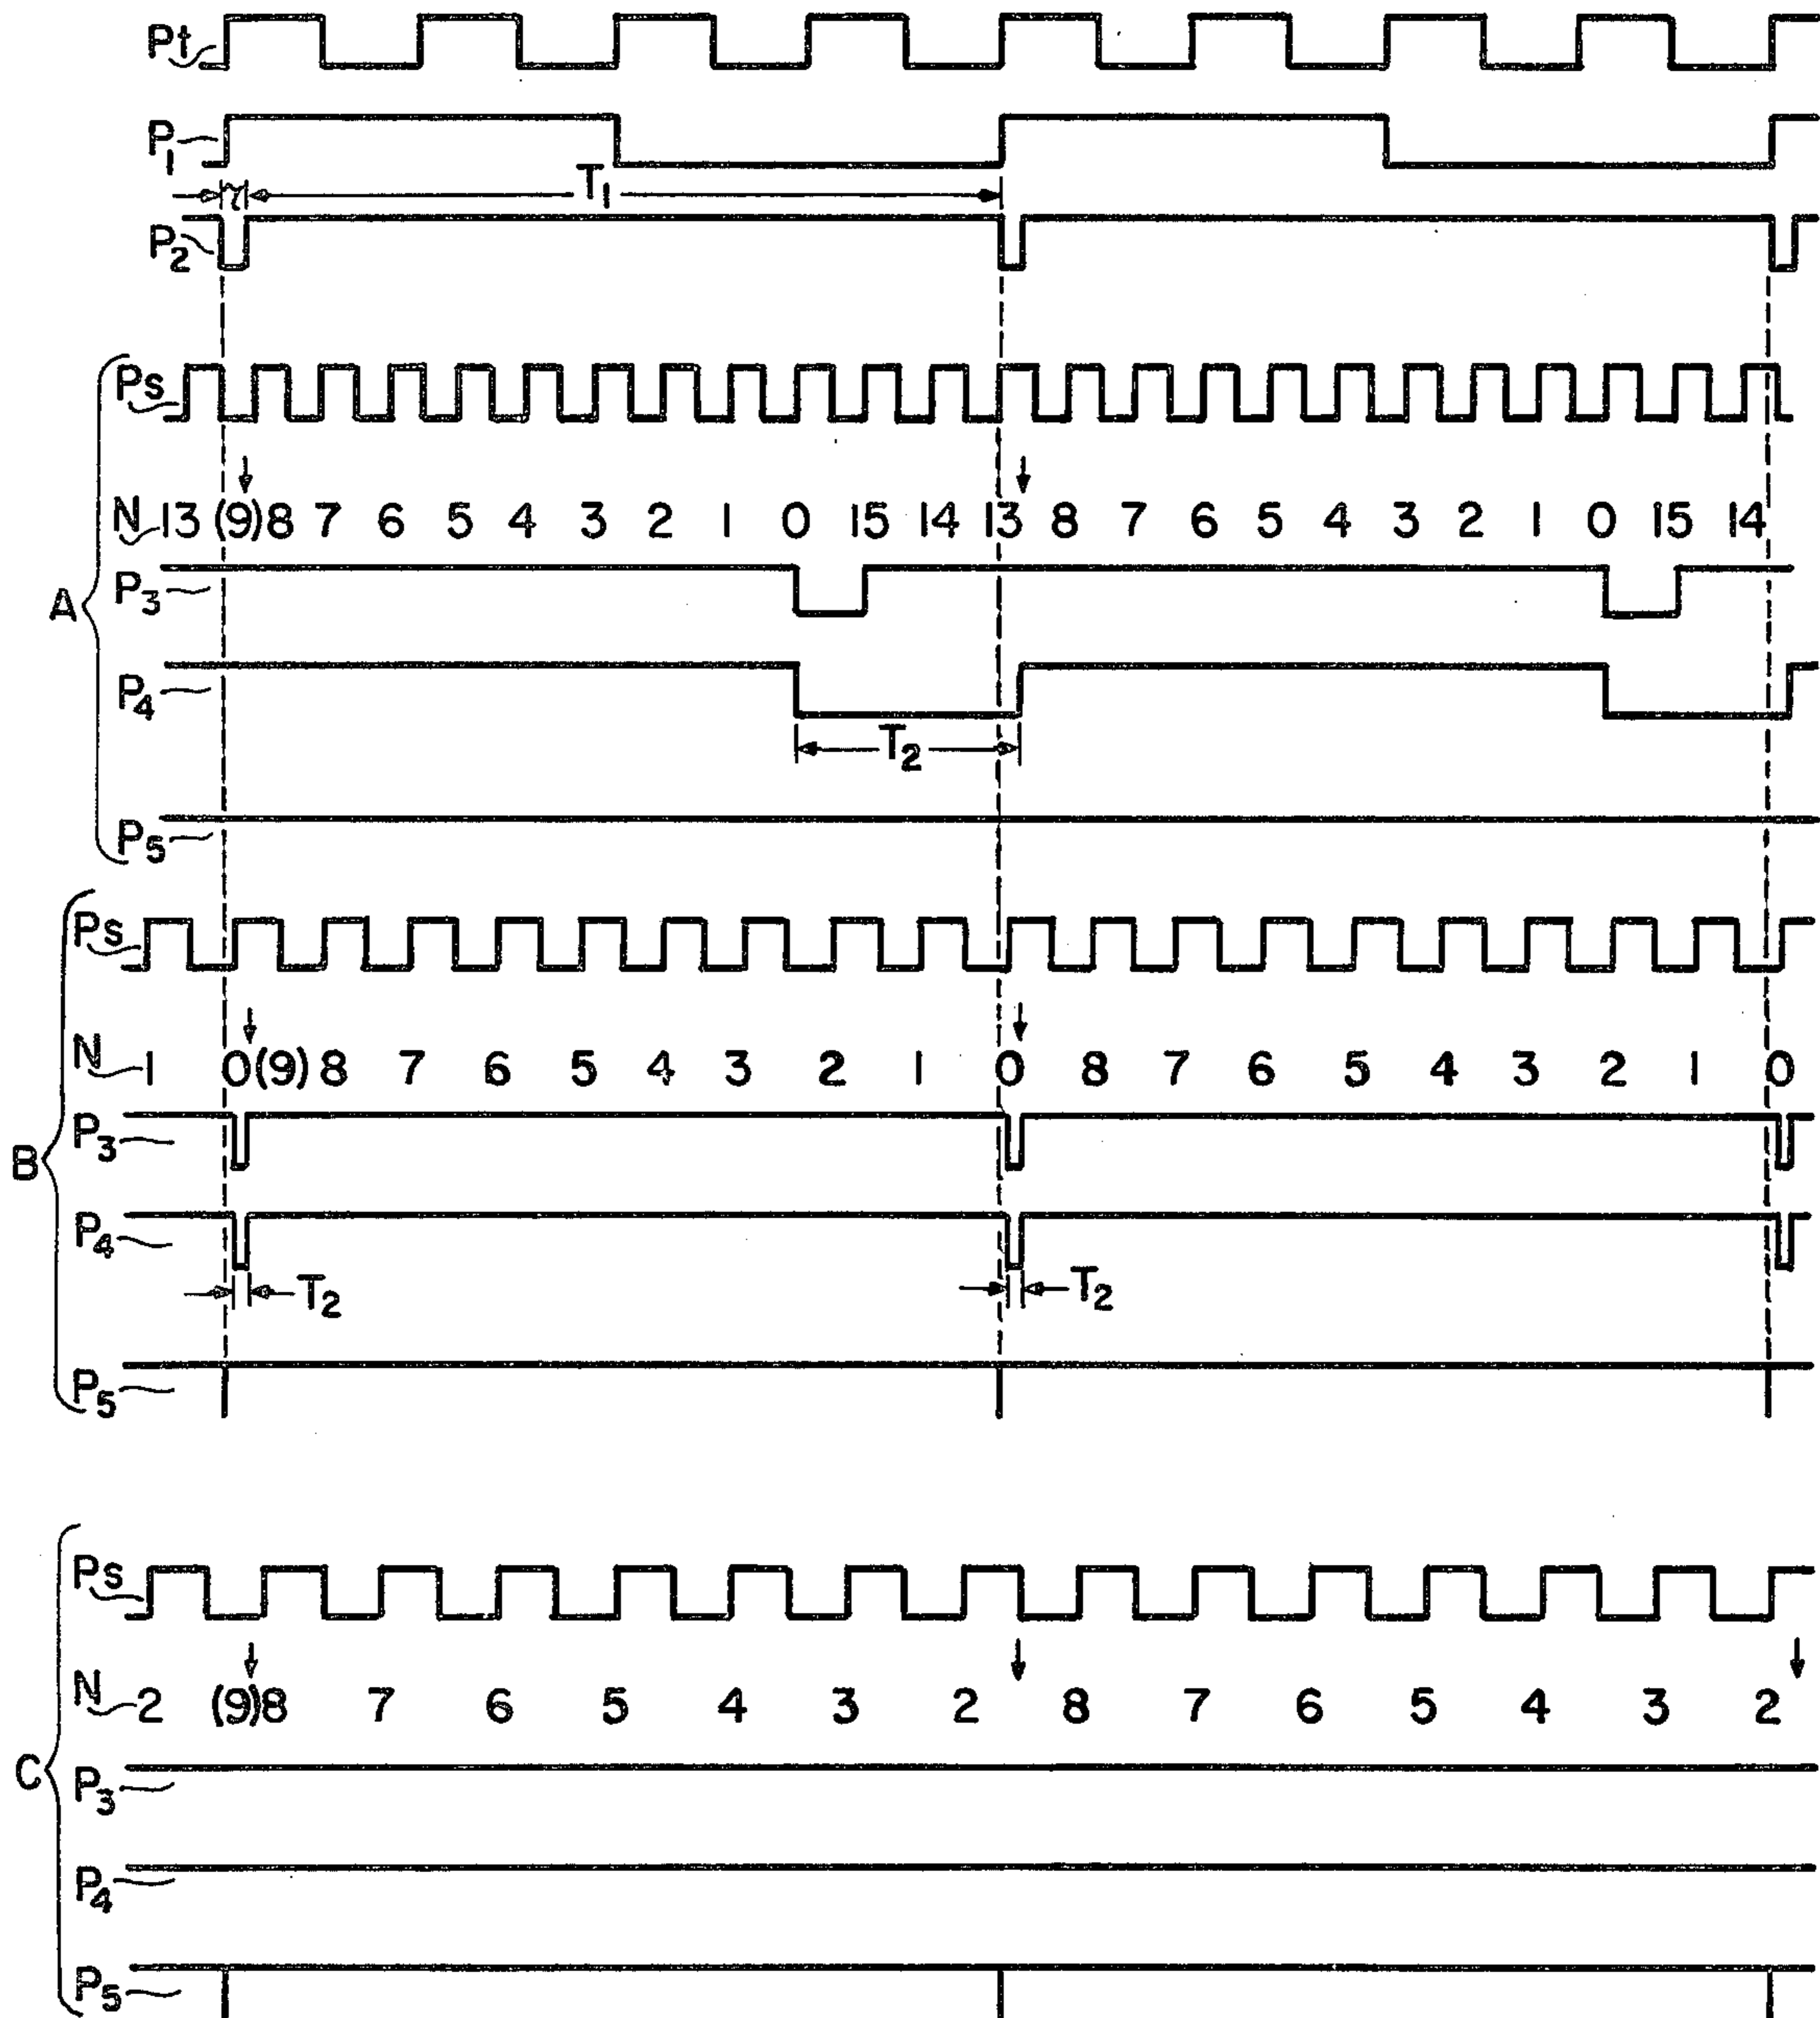 Pt
P1
τ T1
P2
A
Ps
N 13 (9) 8 7 6 5 4 3 2 1 0 15 14 13 8 7 6 5 4 3 2 1 0 15 14
P3
P4
T2
P5
B
Ps
N 1 0 (9) 8 7 6 5 4 3 2 1 0 8 7 6 5 4 3 2 1 0
P3
P4
T2 T2
P5
C
Ps
N 2 (9) 8 7 6 5 4 3 2 8 7 6 5 4 3 2
P3
P4
P5